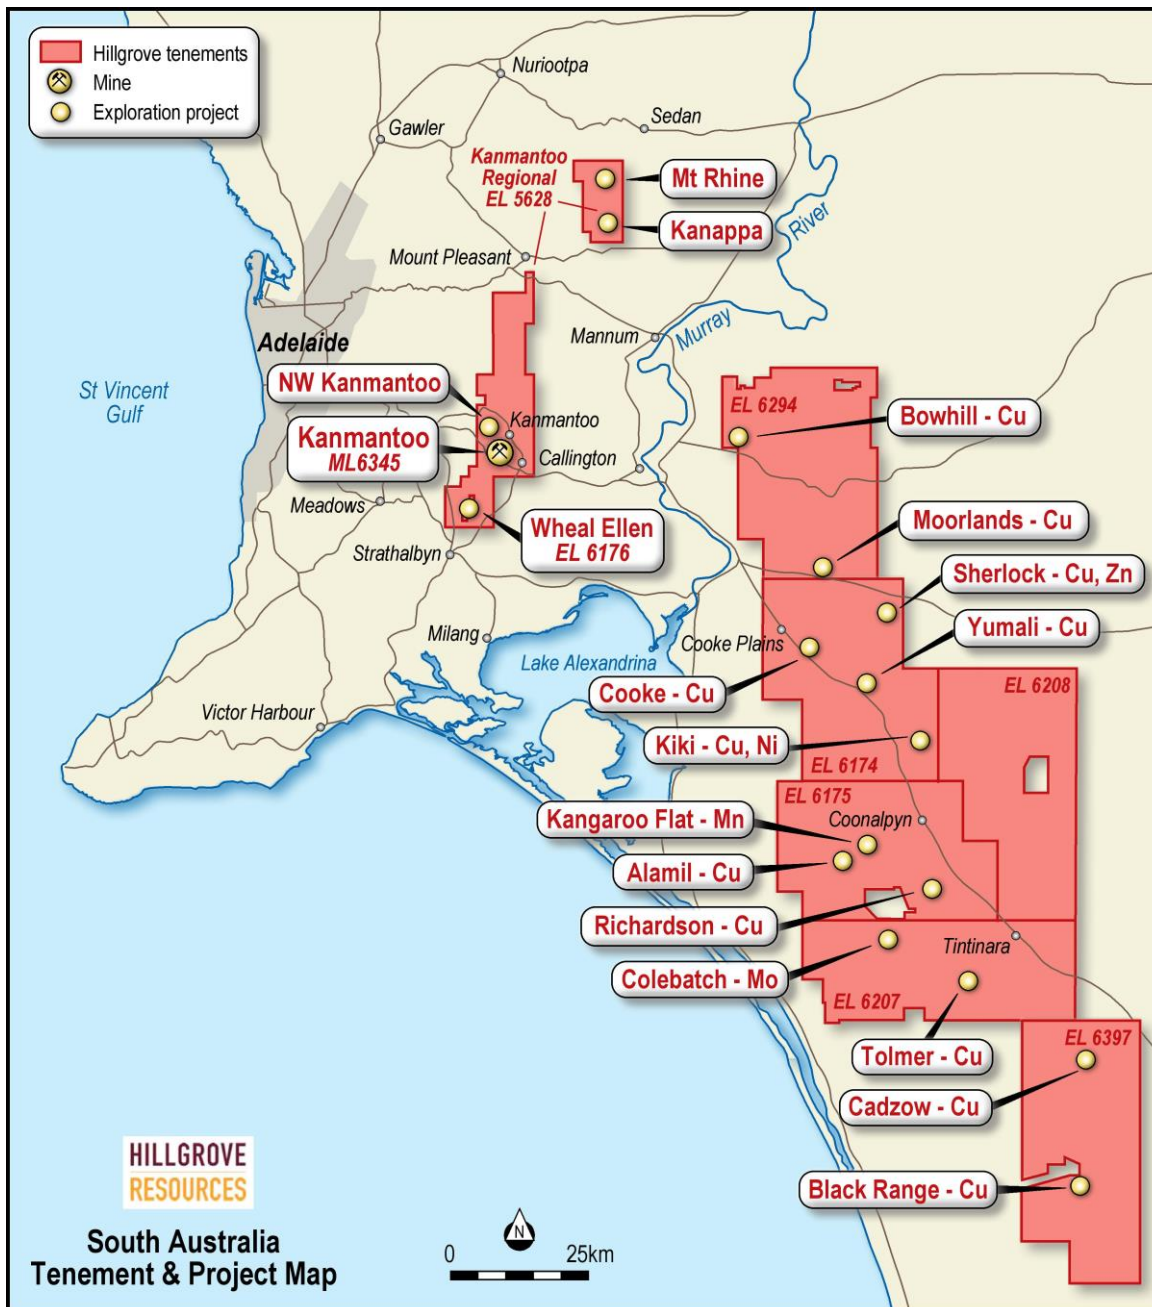 Hillgrove tenements
Mine
Exploration project
Nuriootpa
Sedan
Gawler
Kanmantoo
Regional
EL 5628
Mt Rhine
Kanappa
River
Mount Pleasant
Murray
Mannum
Adelaide
St Vincent
Gulf
NW Kanmantoo
Kanmantoo
Kanmantoo
ML6345
Callington
EL 6294
Bowhill - Cu
Meadows
Wheal Ellen
EL 6176
Moorlands - Cu
Strathalbyn
Sherlock - Cu, Zn
Yumali - Cu
Milang
Cooke Plains
Lake Alexandrina
Cooke - Cu
EL 6208
Victor Harbour
Kiki - Cu, Ni
EL 6174
EL 6175
Kangaroo Flat - Mn
Coonalpyn
Alamil - Cu
Richardson - Cu
Tintinara
Colebatch - Mo
EL 6207
EL 6397
Tolmer - Cu
Cadzow - Cu
Black Range - Cu
HILLGROVE
RESOURCES
South Australia
Tenement & Project Map
N
0 25km